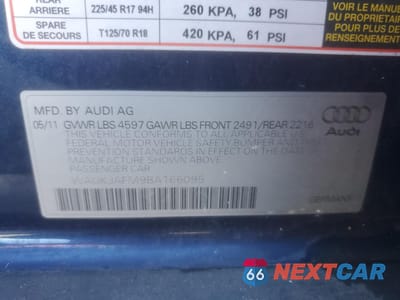 REAR
ARRIERE 225/45 R17 94H 260 KPA, 38 PSI
SPARE
DE SECOURS T125/70 R18 420 KPA, 61 PSI
VOIR LE MANUEL
POUR PLUS DE
RENSEIGNEMENTS
MFD. BY AUDI AG
05/11 GVWR LBS 4597 GAWR LBS FRONT 2491/REAR 2216
THIS VEHICLE CONFORMS TO ALL APPLICABLE
FEDERAL MOTOR VEHICLE SAFETY BUMPER AND THEFT
PREVENTION STANDARDS IN EFFECT ON THE DATE
OF MANUFACTURE SHOWN ABOVE
PASSENGER CAR
Audi
GERMANY
66 NEXTCAR